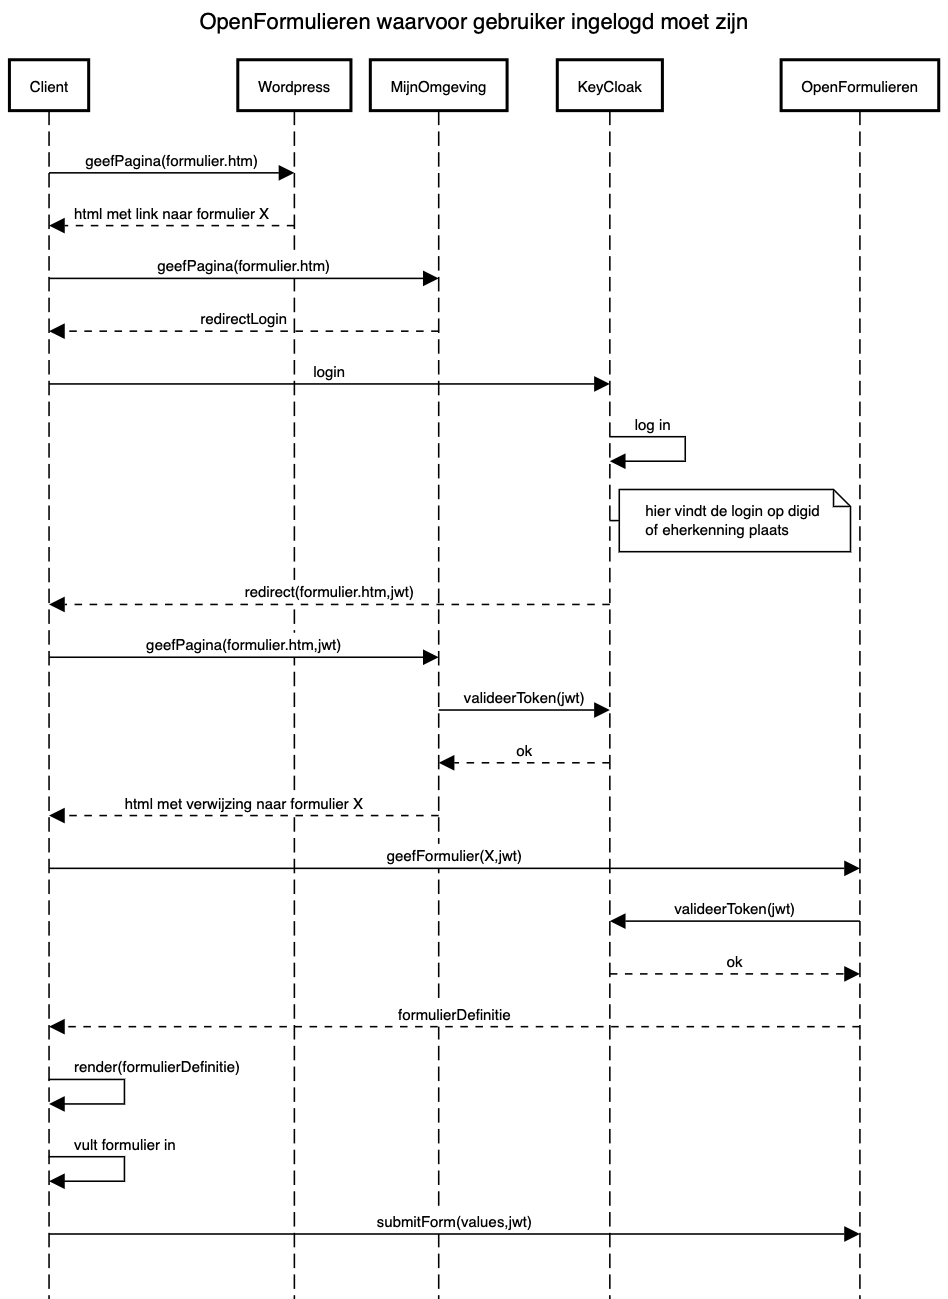 OpenFormulieren waarvoor gebruiker ingelogd moet zijn
Client
Wordpress
MijnOmgeving
KeyCloak
OpenFormulieren
geefPagina(formulier.htm)
html met link naar formulier X
geefPagina(formulier.htm)
redirectLogin
login
log in
hier vindt de login op digid
of eherkenning plaats
redirect(formulier.htm,jwt)
geefPagina(formulier.htm,jwt)
valideerToken(jwt)
ok
html met verwijzing naar formulier X
geefFormulier(X,jwt)
valideerToken(jwt)
ok
formulierDefinitie
render(formulierDefinitie)
vult formulier in
submitForm(values,jwt)